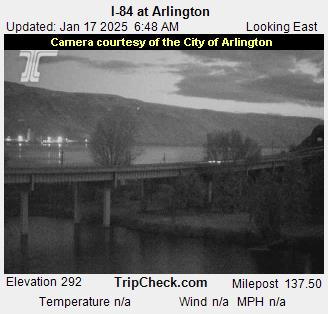 I-84 at Arlington
Updated: Jan 17 2025 6:48 AM Looking East
Camera courtesy of the City of Arlington
Elevation 292 TripCheck.com Milepost 137.50
Temperature n/a Wind n/a MPH n/a